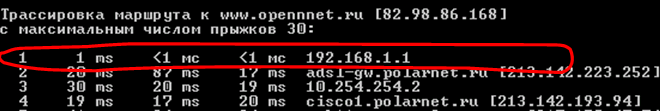 Трассировка маршрута к www.opennnet.ru [82.98.86.168]
с максимальным числом прыжков 30:
1 1 ms <1 мс <1 мс 192.168.1.1
2 20 ms 87 ms 17 ms adsl-gw.polarnet.ru [213.142.223.252]
3 30 ms 20 ms 19 ms 10.254.254.2
4 19 ms 17 ms 20 ms cisco1.polarnet.ru [213.142.193.94]